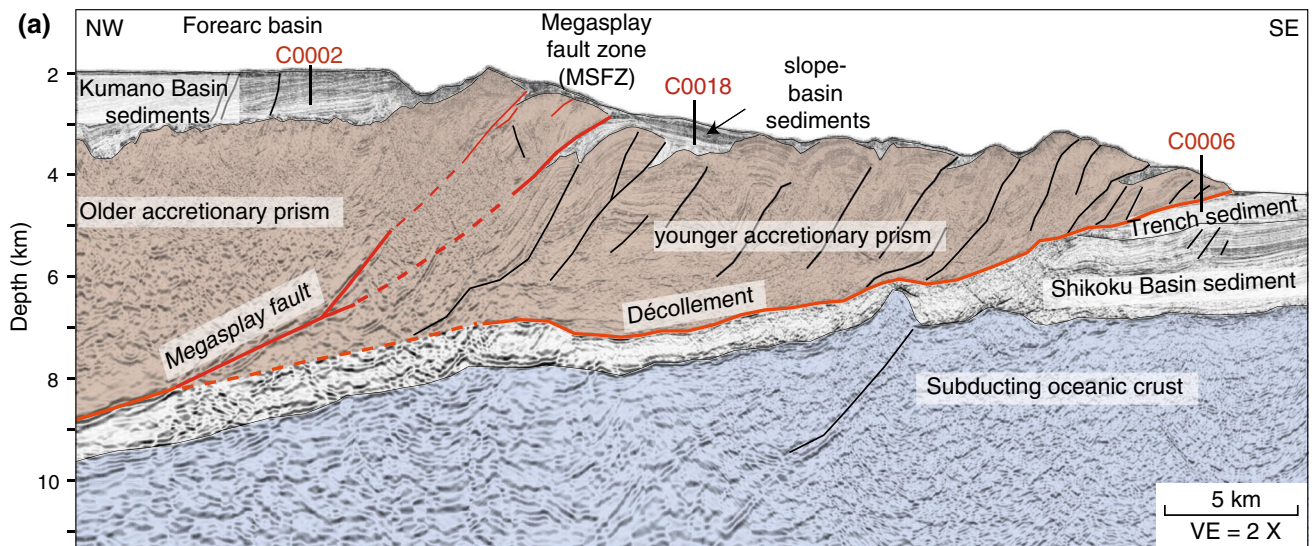 (a)
NW
Forearc basin
Megasplay
fault zone
(MSFZ)
SE
C0002
C0018
slope-
basin
sediments
Kumano Basin
sediments
C0006
Older accretionary prism
younger accretionary prism
Trench sediment
Shikoku Basin sediment
Megasplay fault
Décollement
Subducting oceanic crust
Depth (km)
2
4
6
8
10
5 km
VE = 2 X